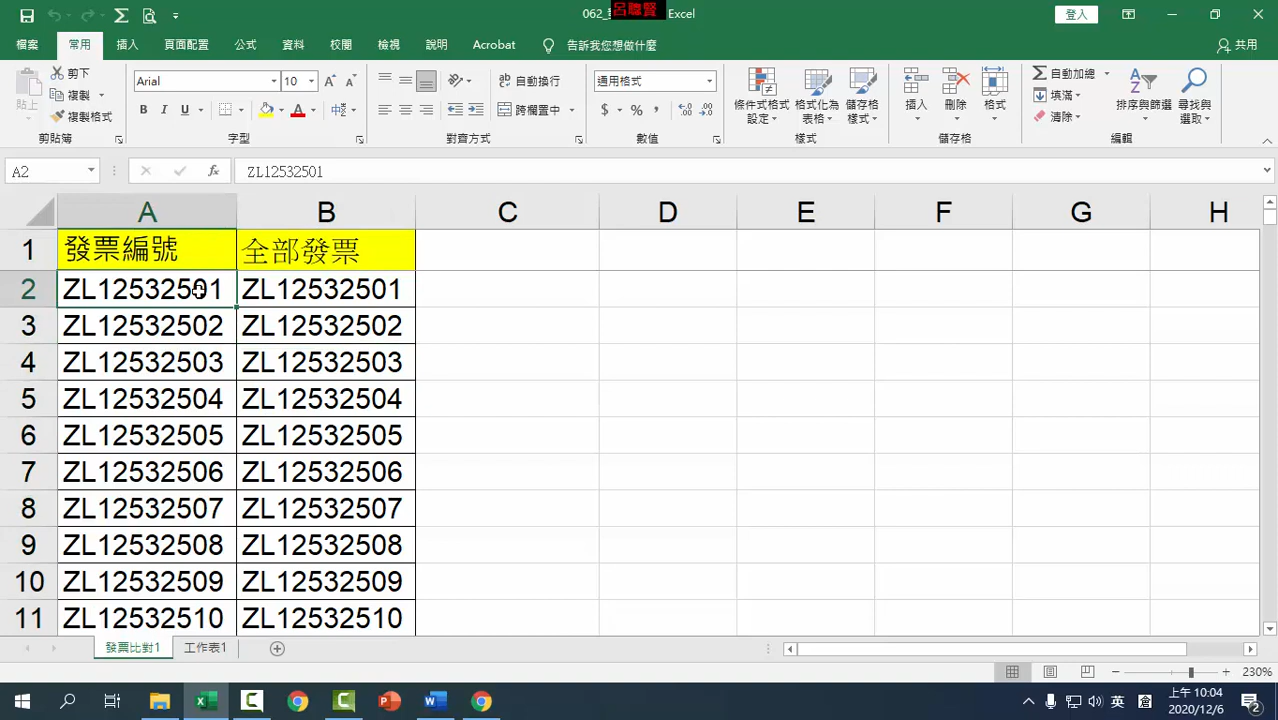 062_
呂聰賢
Excel
登入
檔案 常用 插入 頁面配置 公式 資料 校閱 檢視 說明 Acrobat 告訴我您想做什麼 共用
貼上 剪下 複製 複製格式 剪貼簿
Arial 10 A A B I U A 中 字型
ab 自動換行 跨欄置中 對齊方式
通用格式 $ % , 數值
條件式格式設定 格式化為表格 儲存格樣式 樣式
插入 刪除 格式 儲存格
自動加總 填滿 清除 排序與篩選 尋找與選取 編輯
A2 fx ZL12532501
A B C D E F G H
1 發票編號 全部發票
2 ZL12532501 ZL12532501
3 ZL12532502 ZL12532502
4 ZL12532503 ZL12532503
5 ZL12532504 ZL12532504
6 ZL12532505 ZL12532505
7 ZL12532506 ZL12532506
8 ZL12532507 ZL12532507
9 ZL12532508 ZL12532508
10 ZL12532509 ZL12532509
11 ZL12532510 ZL12532510
發票比對1 工作表1
230%
英 上午 10:04
2020/12/6 2